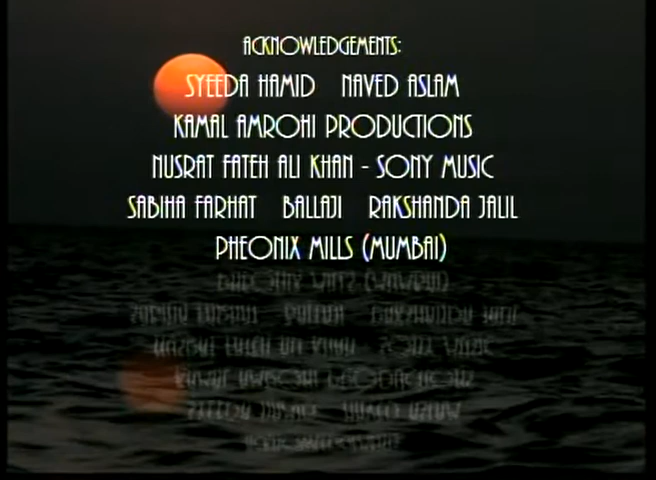 ACKNOWLEDGEMENTS:
SYEEDA HAMID NAVED ASLAM
KAMAL AMROHI PRODUCTIONS
NUSRAT FATEH ALI KHAN - SONY MUSIC
SABIHA FARHAT BALLAJI RAKSHANDA JALIL
PHEONIX MILLS (MUMBAI)